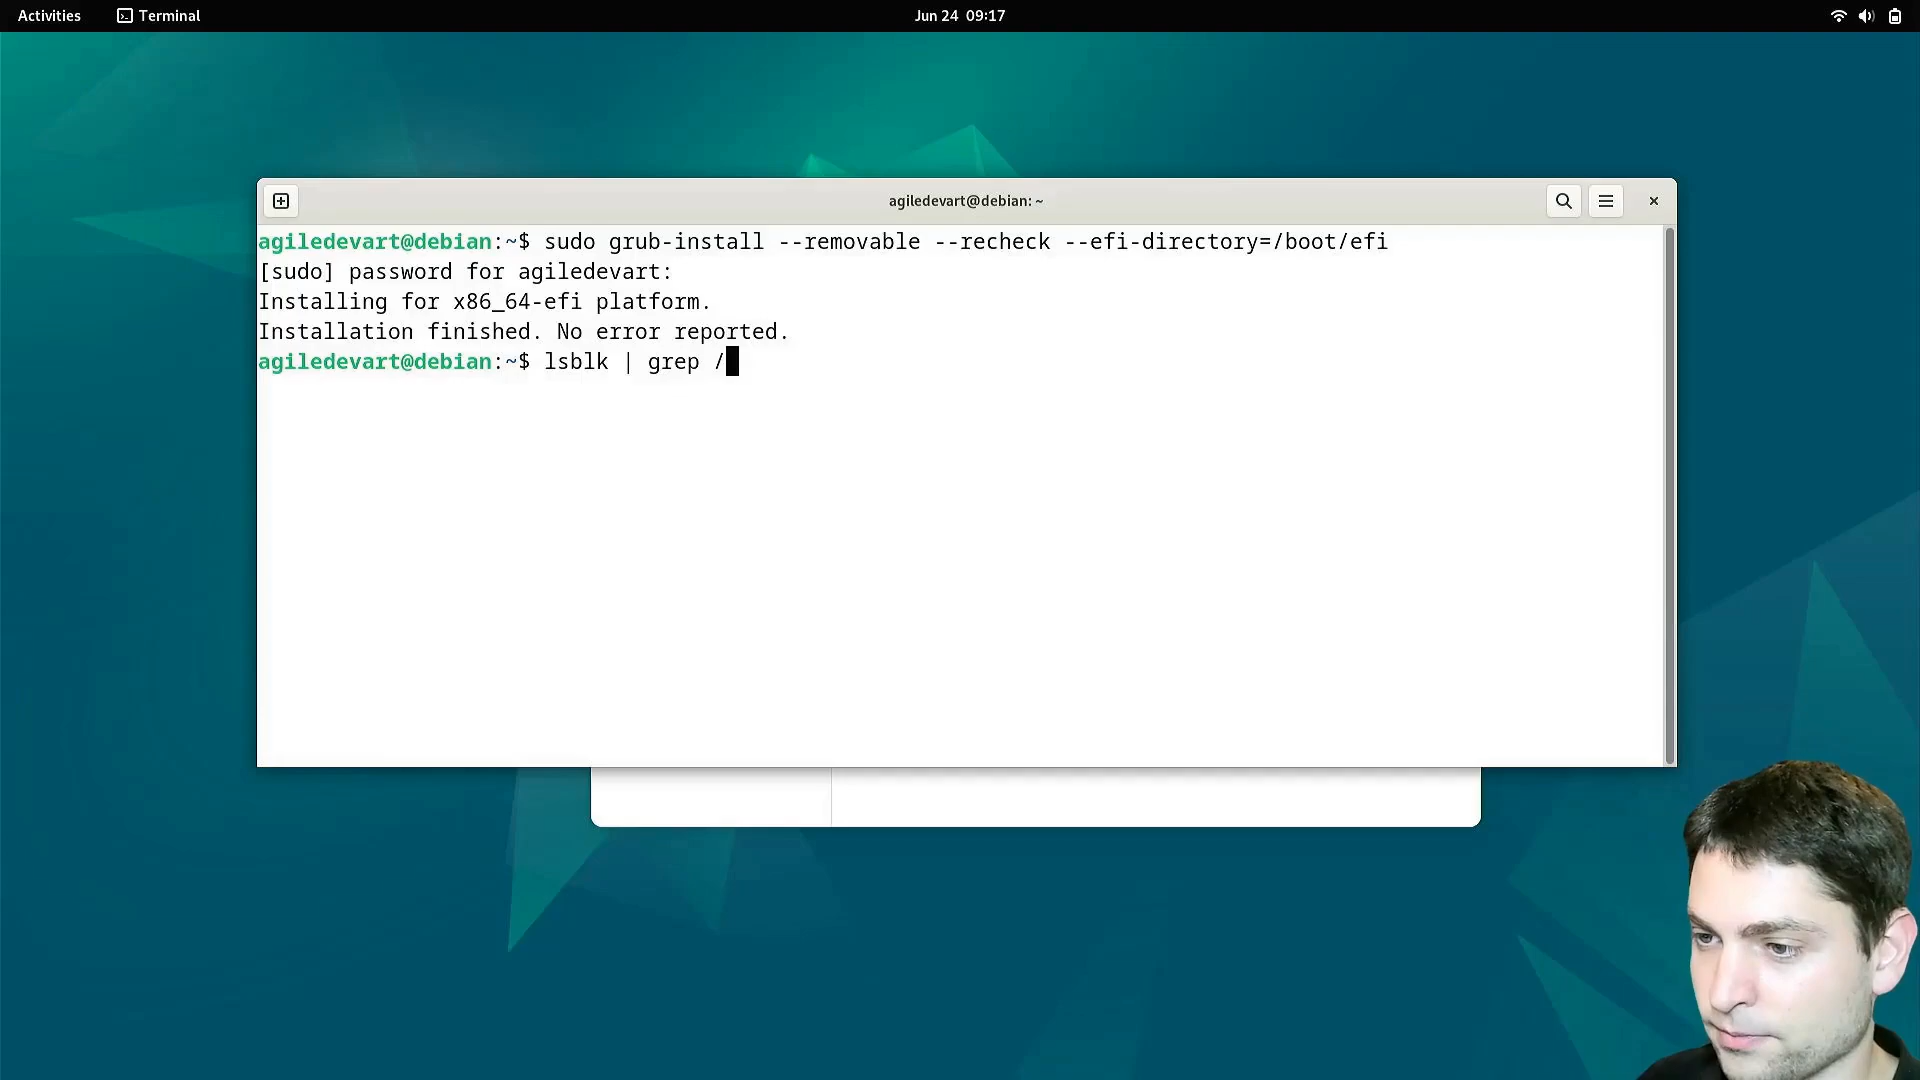 Activities
Terminal
Jun 24 09:17
agiledevart@debian: ~
agiledevart@debian:~$ sudo grub-install --removable --recheck --efi-directory=/boot/efi
[sudo] password for agiledevart:
Installing for x86_64-efi platform.
Installation finished. No error reported.
agiledevart@debian:~$ lsblk | grep /